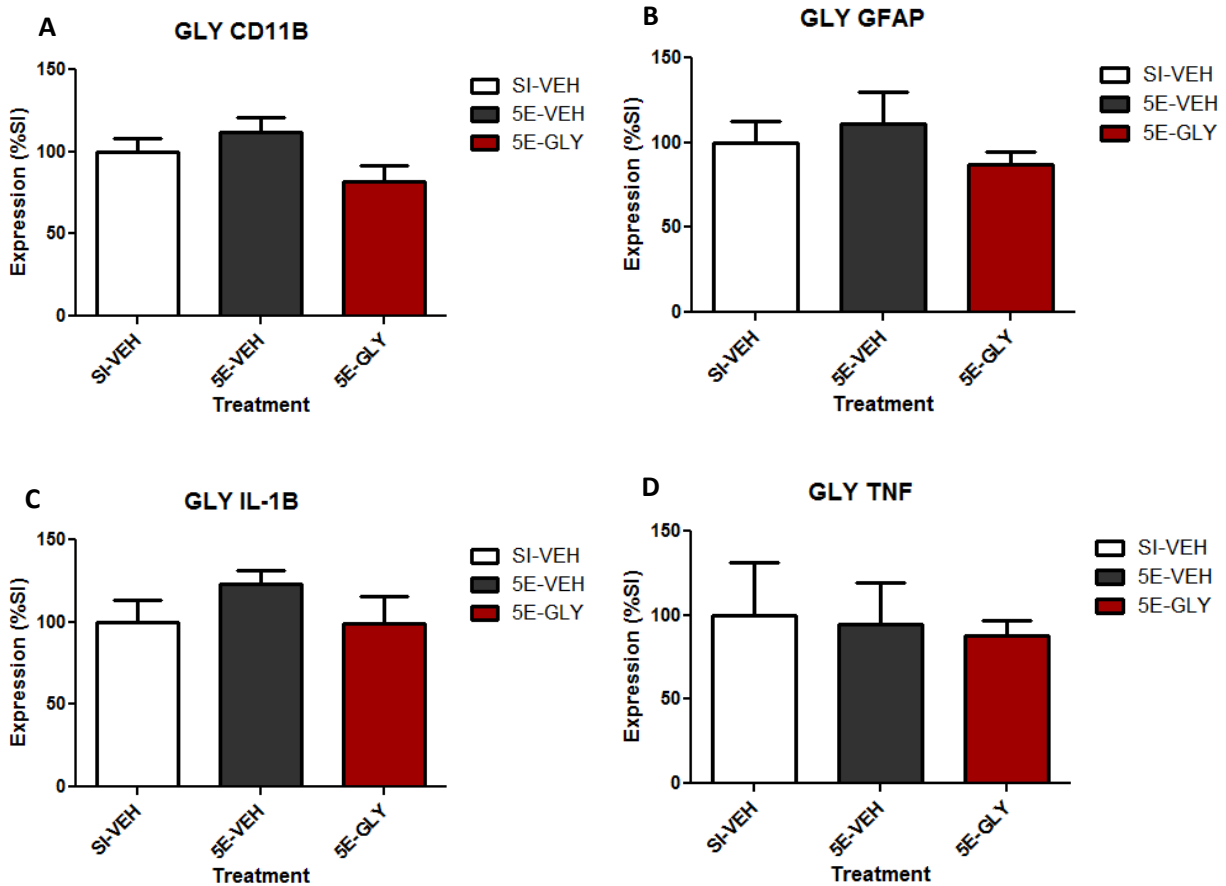 A
GLY CD11B
Expression (%SI)
150
100
50
0
SI-VEH
5E-VEH
5E-GLY
Treatment
SI-VEH
5E-VEH
5E-GLY
B
GLY GFAP
Expression (%SI)
150
100
50
0
SI-VEH
5E-VEH
5E-GLY
Treatment
SI-VEH
5E-VEH
5E-GLY
C
GLY IL-1B
Expression (%SI)
150
100
50
0
SI-VEH
5E-VEH
5E-GLY
Treatment
SI-VEH
5E-VEH
5E-GLY
D
GLY TNF
Expression (%SI)
150
100
50
0
SI-VEH
5E-VEH
5E-GLY
Treatment
SI-VEH
5E-VEH
5E-GLY